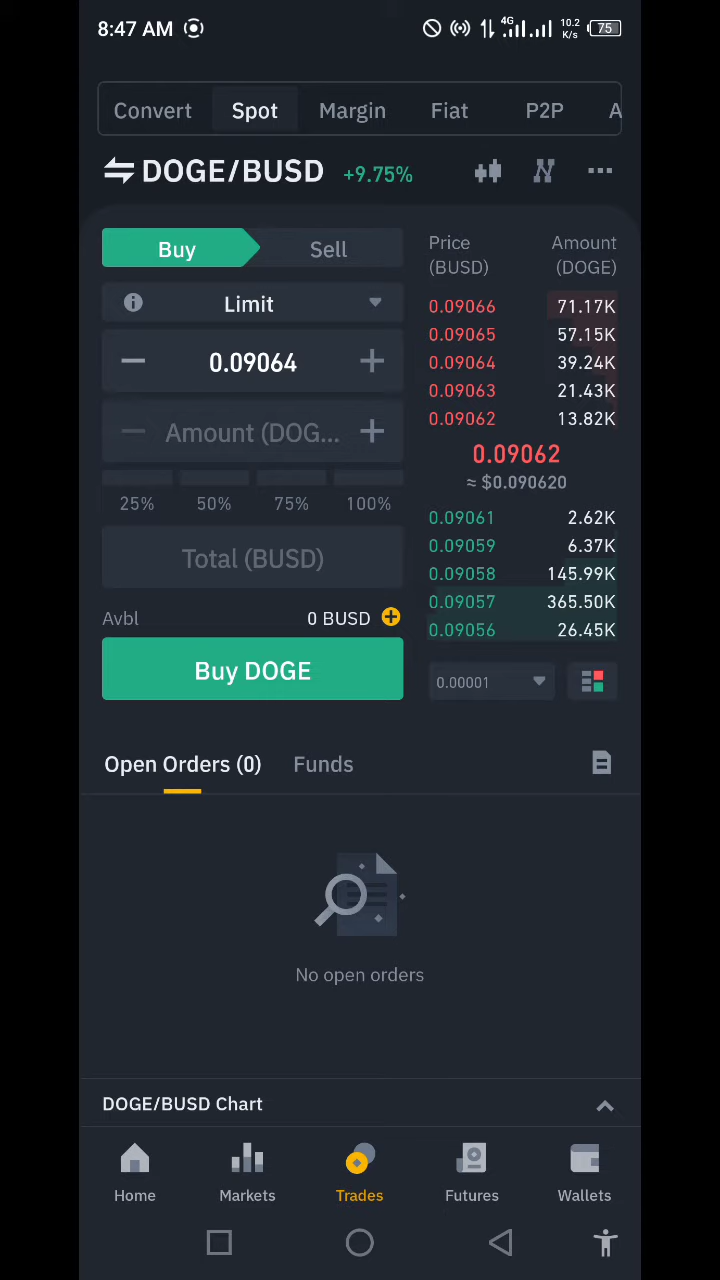 8:47 AM
4G
10.2
K/s
75
Convert Spot Margin Fiat P2P A
DOGE/BUSD +9.75%
Buy Sell
Limit
0.09064
Amount (DOG...
25% 50% 75% 100%
Total (BUSD)
Avbl 0 BUSD
Buy DOGE
Price Amount
(BUSD) (DOGE)
0.09066 71.17K
0.09065 57.15K
0.09064 39.24K
0.09063 21.43K
0.09062 13.82K
0.09062
≈ $0.090620
0.09061 2.62K
0.09059 6.37K
0.09058 145.99K
0.09057 365.50K
0.09056 26.45K
0.00001
Open Orders (0) Funds
No open orders
DOGE/BUSD Chart
Home Markets Trades Futures Wallets